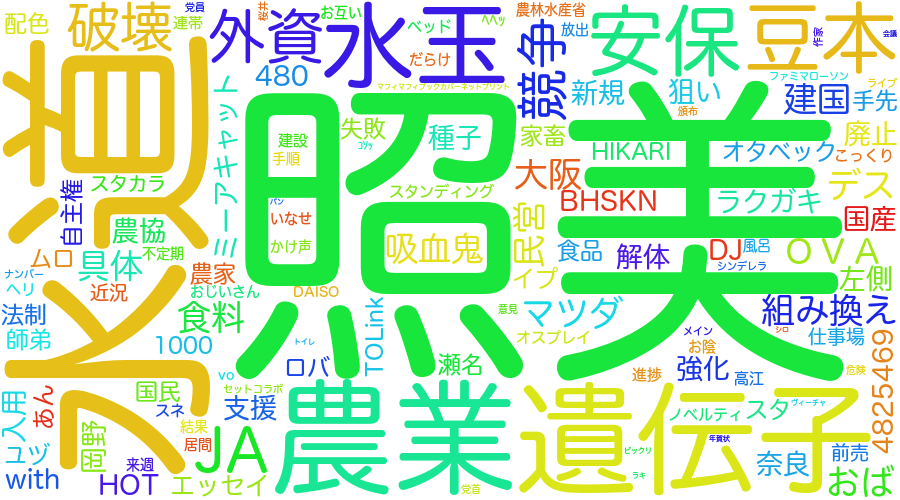 照美
水道
農業
遺伝子
水玉
安保
豆本
外資
破壊
競争
JA
配色
党員
連帯
桜井
お互い
ベッド
だらけ
農林水産省
放出
作家
会議
480
マフィマフィブックカバーネットプリント
ファミマローソン
ライブ
新規
狙い
頒布
建国
手先
廃止
こっくり
失敗
種子
家畜
建設
手順
HIKARI
オタベック
デス
スタカラ
ミーアキャット
スタンディング
大阪
BHSKN
ラクガキ
国産
自主権
農協
不定期
パン
いなせ
かけ声
吸血鬼
民営
食品
解体
DJ
風呂
シンデレラ
OVA
左側
ムロ
具体
農家
ナンバー
ヘリ
近況
おじいさん
DAISO
イプ
マツダ
組み換え
法制
師弟
食料
TOLink
意見
オスプレイ
メイン
お陰
シロ
仕事場
1000
トイレ
ロバ
瀬名
進捗
強化
高江
危険
vo
セットコラボ
国民
スネ
支援
あん
入用
岡野
結果
ノベルティ
スタ
ヴィーチャ
4825469
ユヅ
来週
居間
with
HOT
エッセイ
党首
ビックリ
ラキ
年賀状
奈良
前売
おば